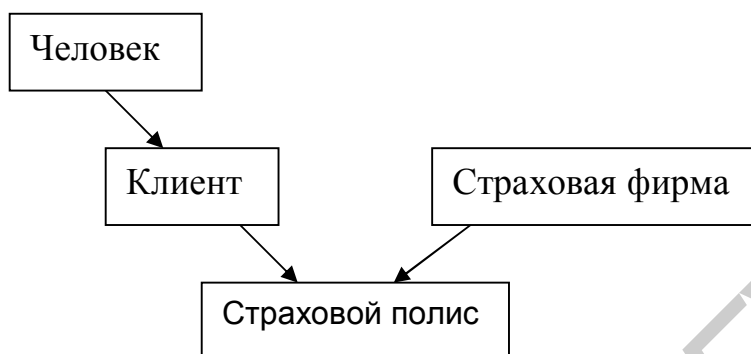 Человек
Клиент
Страховая фирма
Страховой полис